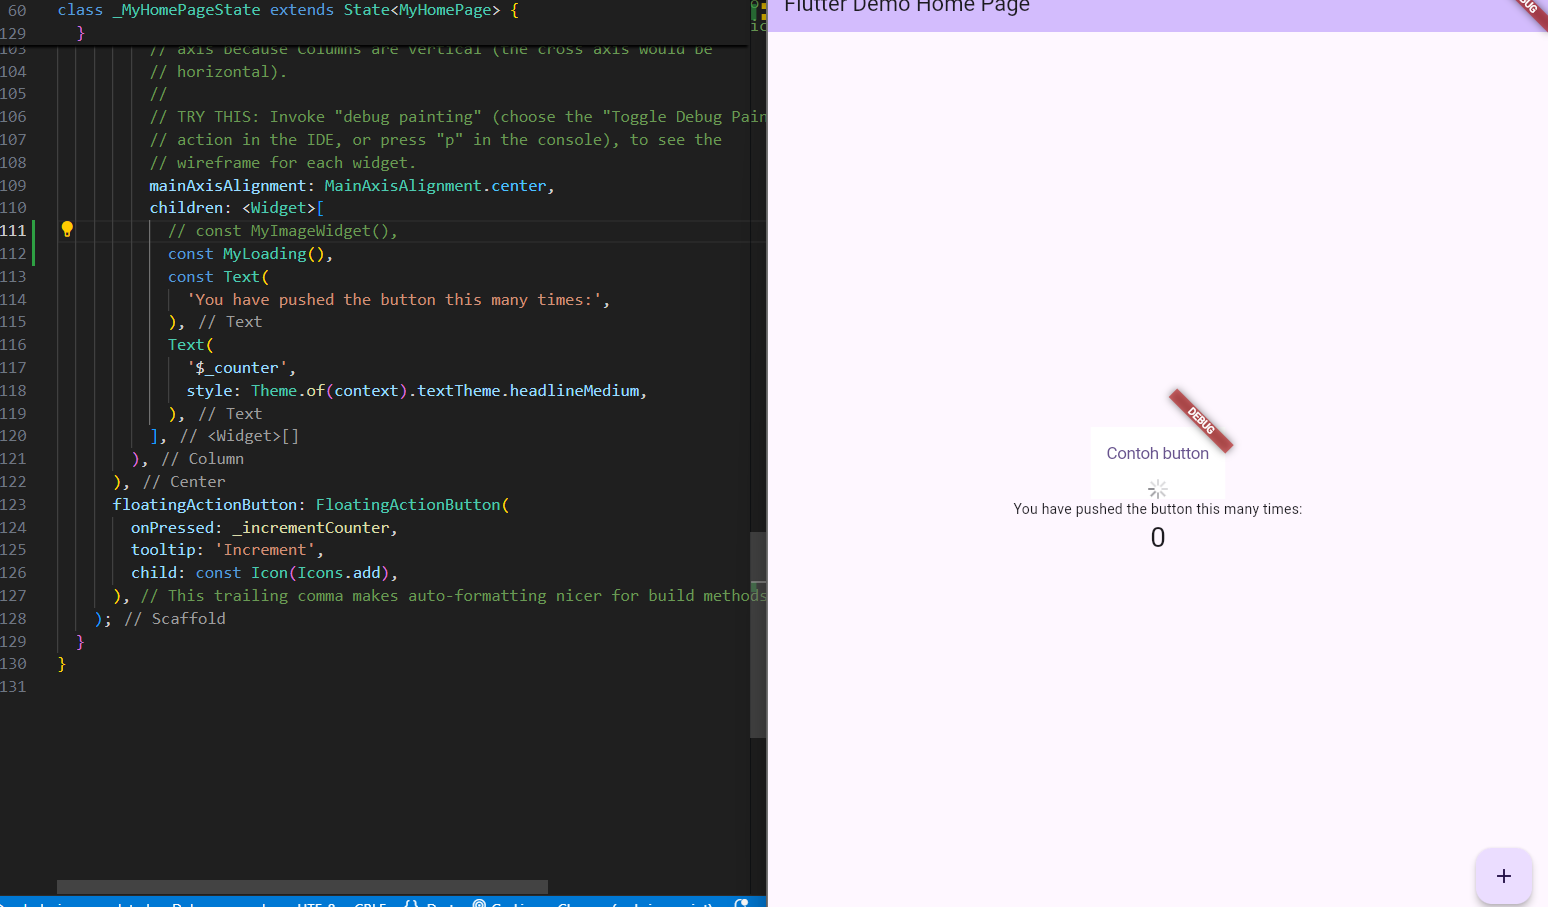 60 class _MyHomePageState extends State<MyHomePage> {
129 }
103 // axis because Columns are vertical (the cross axis would be
104 // horizontal).
105 //
106 // TRY THIS: Invoke "debug painting" (choose the "Toggle Debug Pain
107 // action in the IDE, or press "p" in the console), to see the
108 // wireframe for each widget.
109 mainAxisAlignment: MainAxisAlignment.center,
110 children: <Widget>[
111 // const MyImageWidget(),
112 const MyLoading(),
113 const Text(
114 'You have pushed the button this many times:',
115 ), // Text
116 Text(
117 '$_counter',
118 style: Theme.of(context).textTheme.headlineMedium,
119 ), // Text
120 ], // <Widget>[]
121 ), // Column
122 ), // Center
123 floatingActionButton: FloatingActionButton(
124 onPressed: _incrementCounter,
125 tooltip: 'Increment',
126 child: const Icon(Icons.add),
127 ), // This trailing comma makes auto-formatting nicer for build methods
128 ); // Scaffold
129 }
130 }
131
Flutter Demo Home Page
DEBUG
Contoh button
You have pushed the button this many times:
0
+